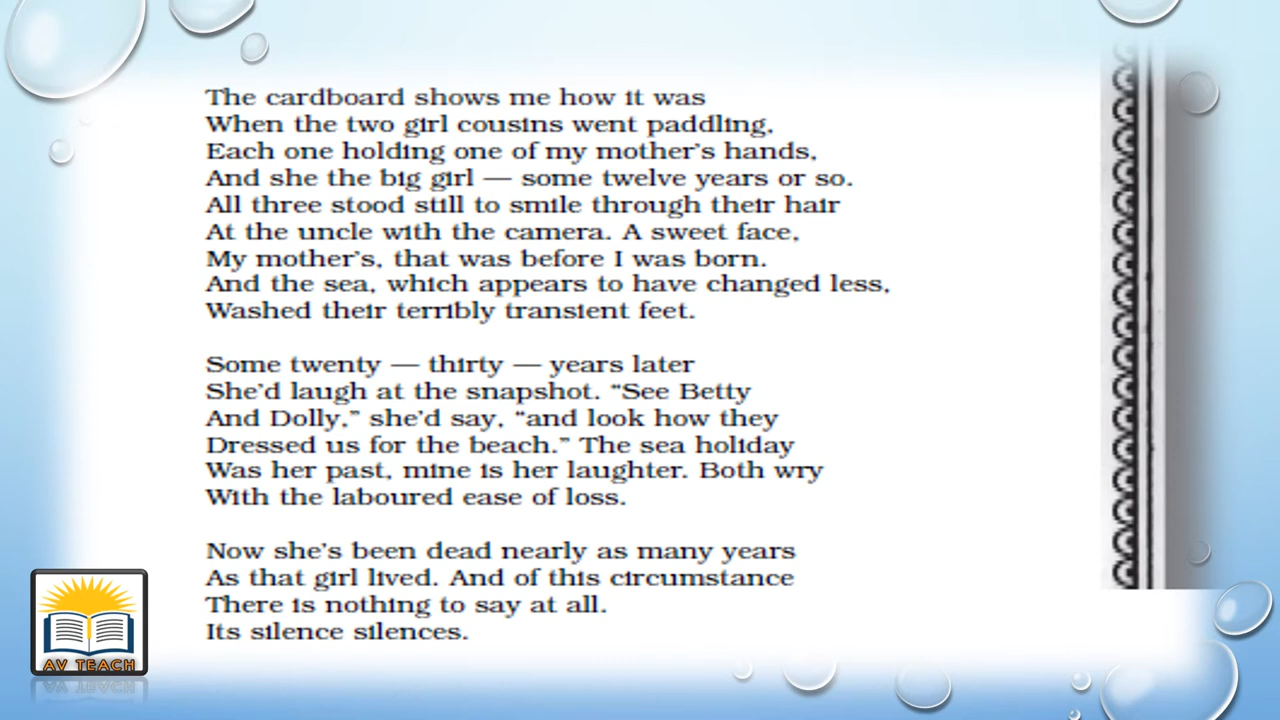 The cardboard shows me how it was
When the two girl cousins went paddling,
Each one holding one of my mother's hands,
And she the big girl — some twelve years or so.
All three stood still to smile through their hair
At the uncle with the camera. A sweet face,
My mother's, that was before I was born.
And the sea, which appears to have changed less,
Washed their terribly transient feet.

Some twenty — thirty — years later
She'd laugh at the snapshot. “See Betty
And Dolly,” she'd say, “and look how they
Dressed us for the beach.” The sea holiday
Was her past, mine is her laughter. Both wry
With the laboured ease of loss.

Now she's been dead nearly as many years
As that girl lived. And of this circumstance
There is nothing to say at all.
Its silence silences.
AV TEACH